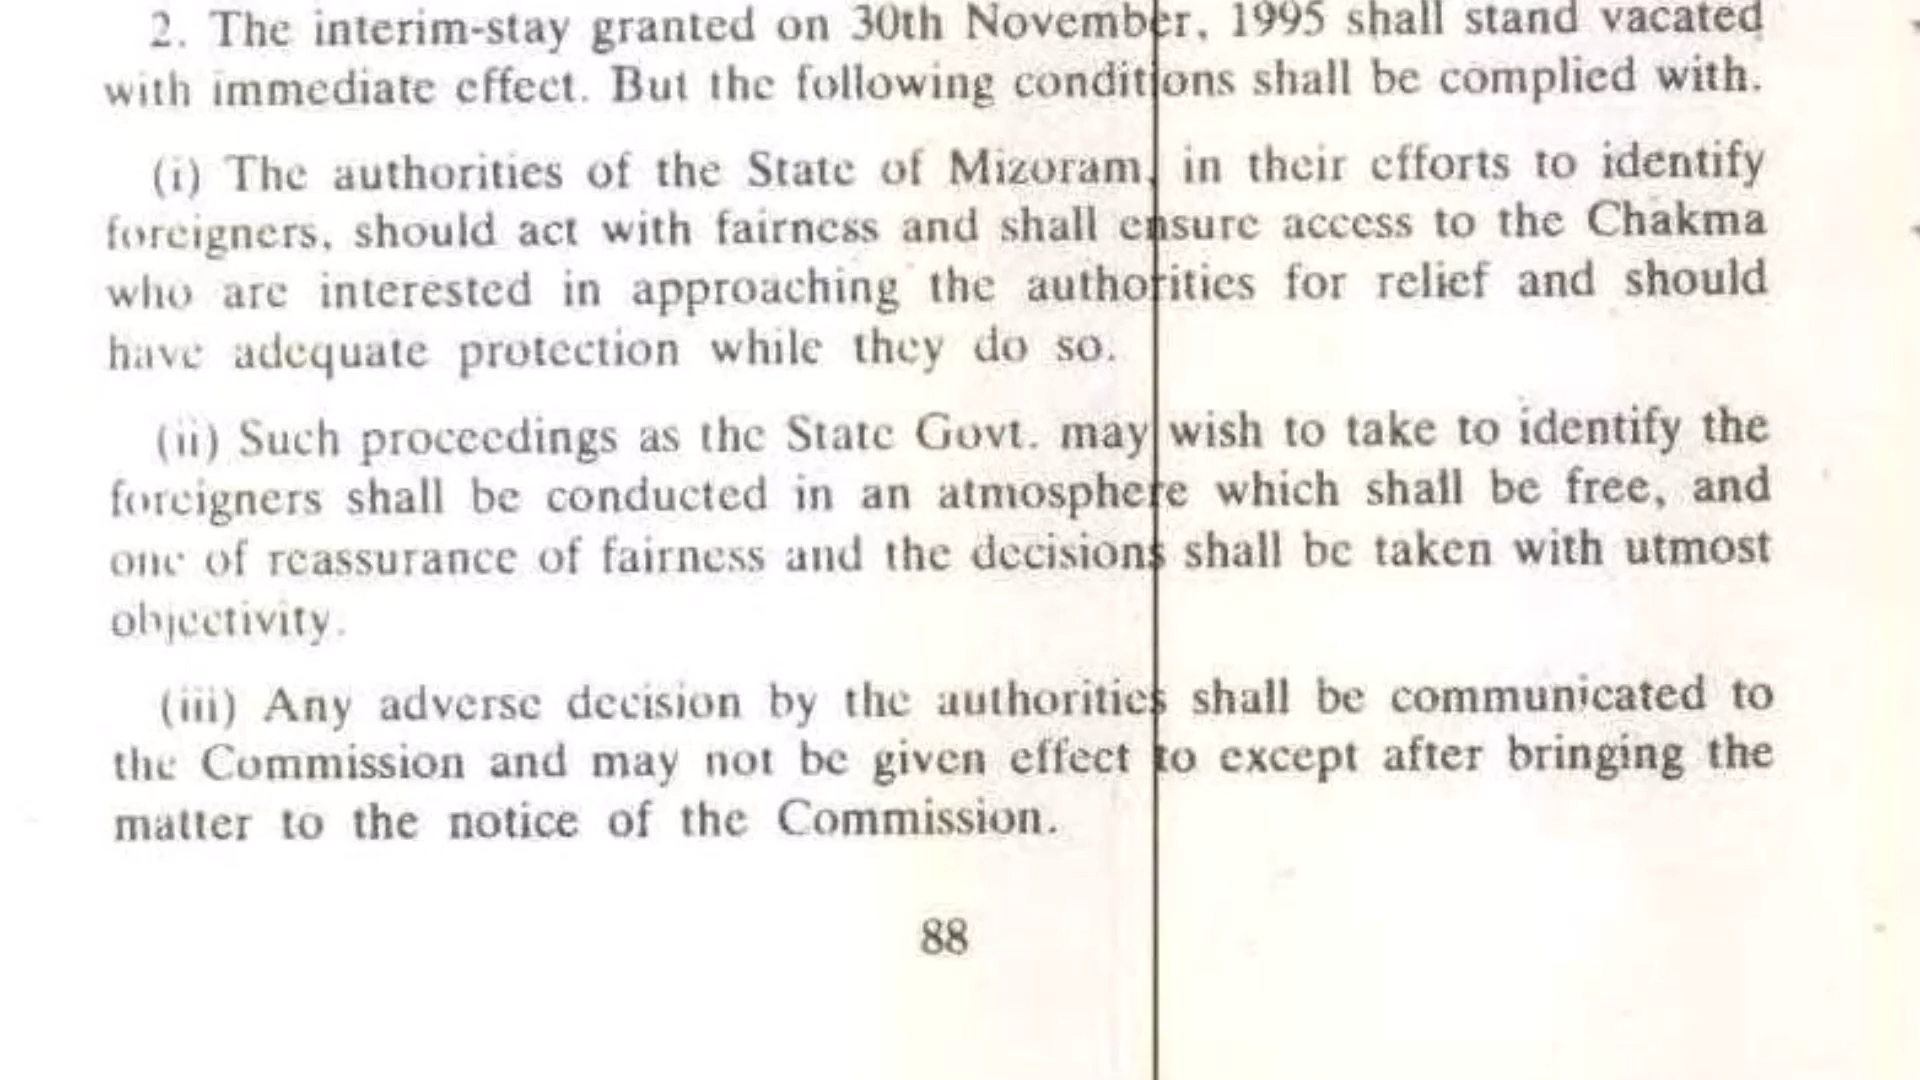 2. The interim-stay granted on 30th November, 1995 shall stand vacated
with immediate effect. But the following conditions shall be complied with.
(i) The authorities of the State of Mizoram, in their efforts to identify
foreigners, should act with fairness and shall ensure access to the Chakma
who are interested in approaching the authorities for relief and should
have adequate protection while they do so.
(ii) Such proceedings as the State Govt. may wish to take to identify the
foreigners shall be conducted in an atmosphere which shall be free, and
one of reassurance of fairness and the decisions shall be taken with utmost
objectivity.
(iii) Any adverse decision by the authorities shall be communicated to
the Commission and may not be given effect to except after bringing the
matter to the notice of the Commission.
88